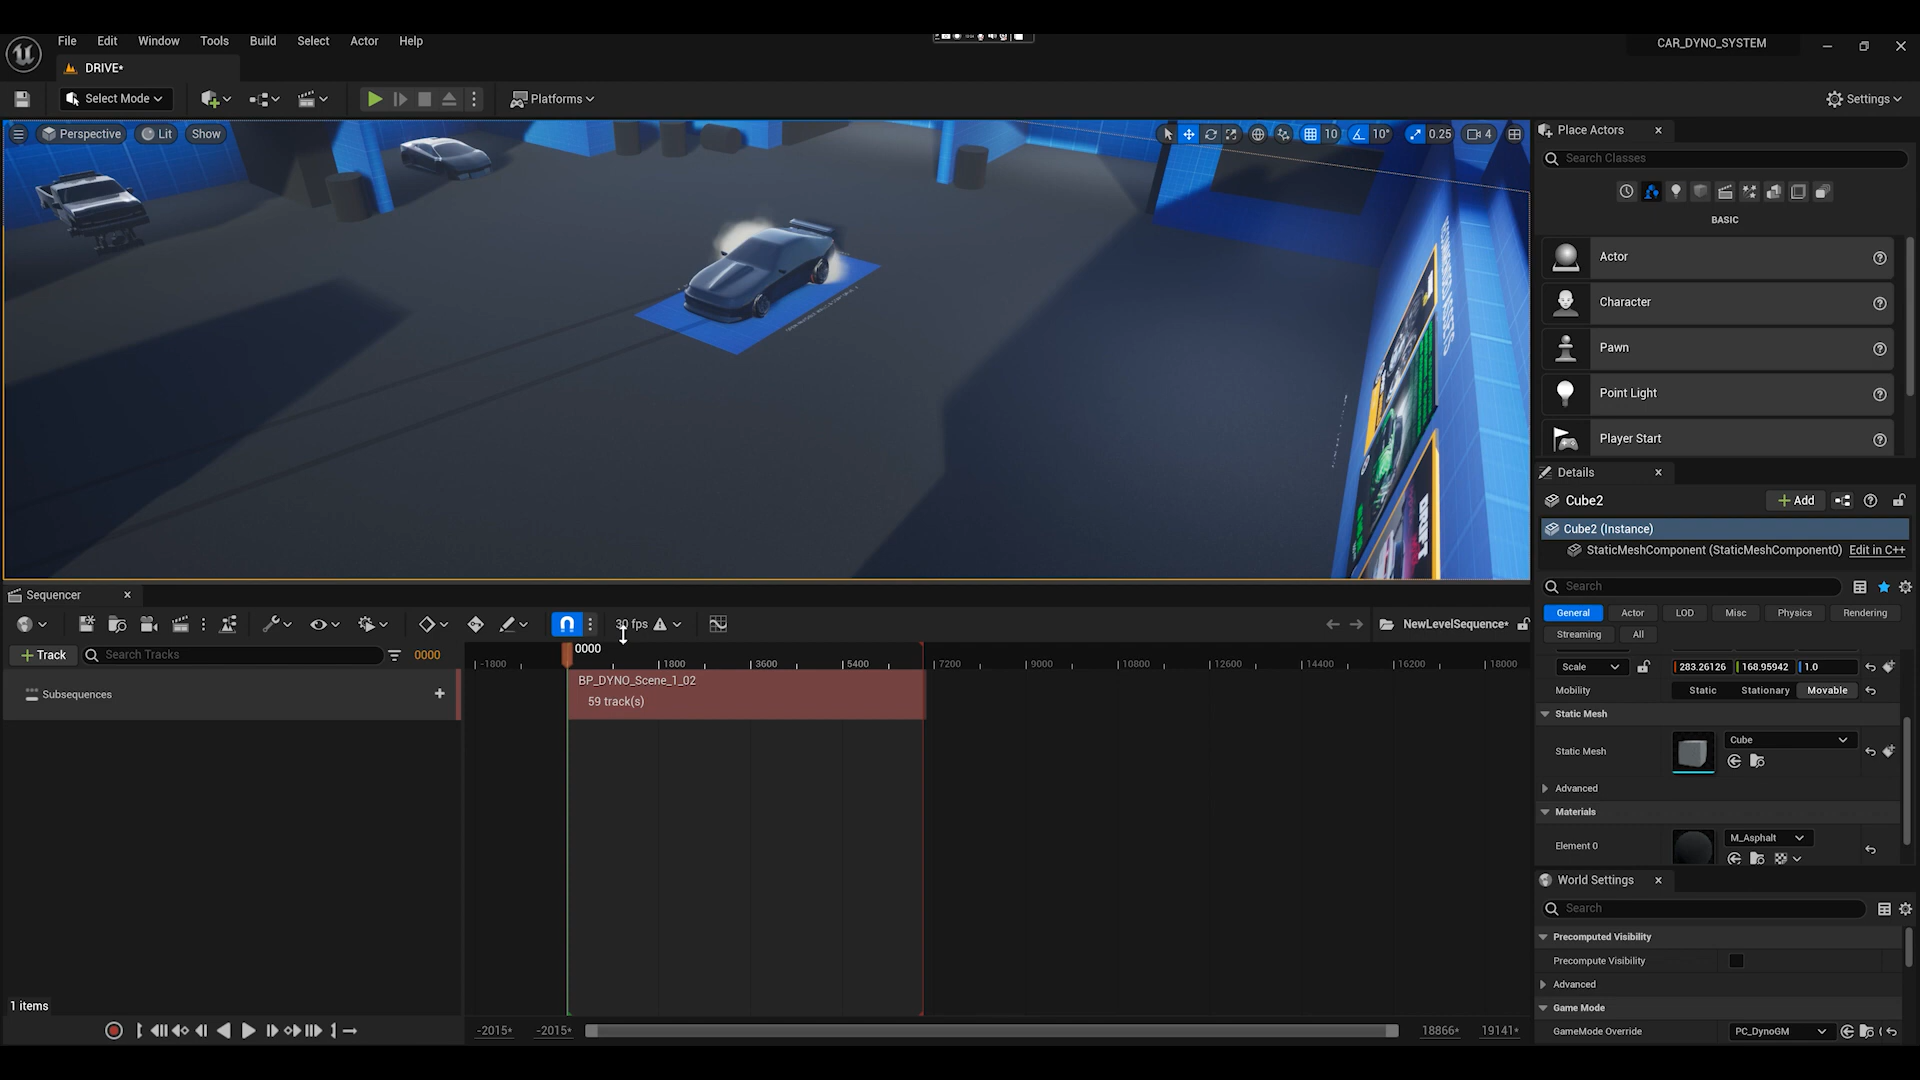 File Edit Window Tools Build Select Actor Help
CAR_DYNO_SYSTEM
DRIVE*
Select Mode
Platforms
Settings
Perspective Lit Show
10 10° 0.25 4
DRIFT
Place Actors
Search Classes
BASIC
Actor
Character
Pawn
Point Light
Player Start
Details
Cube2
Add
Cube2 (Instance)
StaticMeshComponent (StaticMeshComponent0) Edit in C++
Search
General Actor LOD Misc Physics Rendering
Streaming All
Scale 283.26126 168.95942 1.0
Mobility Static Stationary Movable
Static Mesh
Static Mesh Cube
Advanced
Materials
Element 0 M_Asphalt
World Settings
Search
Precomputed Visibility
Precompute Visibility
Advanced
Game Mode
GameMode Override PC_DynoGM
Sequencer
30 fps
NewLevelSequence*
+ Track Search Tracks 0000
0000
-1800 1800 3600 5400 7200 9000 10800 12600 14400 16200 18000
Subsequences
BP_DYNO_Scene_1_02
59 track(s)
1 items
-2015* -2015* 18866* 19141*